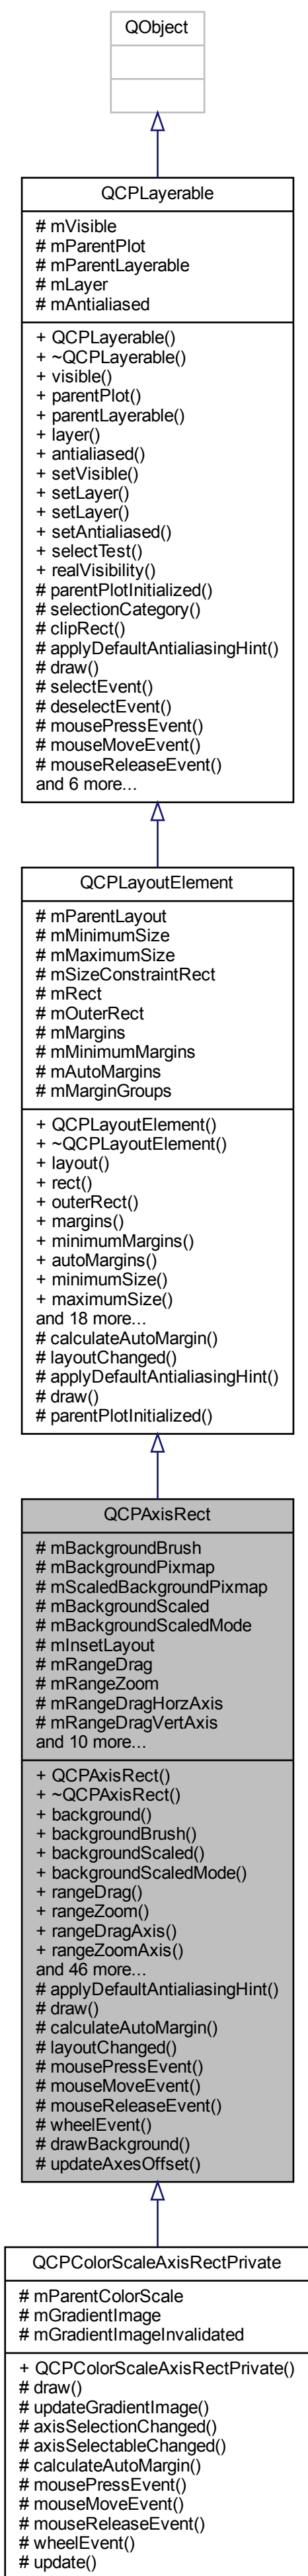 QObject
QCPLayerable
# mVisible
# mParentPlot
# mParentLayerable
# mLayer
# mAntialiased
+ QCPLayerable()
+ ~QCPLayerable()
+ visible()
+ parentPlot()
+ parentLayerable()
+ layer()
+ antialiased()
+ setVisible()
+ setLayer()
+ setLayer()
+ setAntialiased()
+ selectTest()
+ realVisibility()
# parentPlotInitialized()
# selectionCategory()
# clipRect()
# applyDefaultAntialiasingHint()
# draw()
# selectEvent()
# deselectEvent()
# mousePressEvent()
# mouseMoveEvent()
# mouseReleaseEvent()
and 6 more...
QCPLayoutElement
# mParentLayout
# mMinimumSize
# mMaximumSize
# mSizeConstraintRect
# mRect
# mOuterRect
# mMargins
# mMinimumMargins
# mAutoMargins
# mMarginGroups
+ QCPLayoutElement()
+ ~QCPLayoutElement()
+ layout()
+ rect()
+ outerRect()
+ margins()
+ minimumMargins()
+ autoMargins()
+ minimumSize()
+ maximumSize()
and 18 more...
# calculateAutoMargin()
# layoutChanged()
# applyDefaultAntialiasingHint()
# draw()
# parentPlotInitialized()
QCPAxisRect
# mBackgroundBrush
# mBackgroundPixmap
# mScaledBackgroundPixmap
# mBackgroundScaled
# mBackgroundScaledMode
# mInsetLayout
# mRangeDrag
# mRangeZoom
# mRangeDragHorzAxis
# mRangeDragVertAxis
and 10 more...
+ QCPAxisRect()
+ ~QCPAxisRect()
+ background()
+ backgroundBrush()
+ backgroundScaled()
+ backgroundScaledMode()
+ rangeDrag()
+ rangeZoom()
+ rangeDragAxis()
+ rangeZoomAxis()
and 46 more...
# applyDefaultAntialiasingHint()
# draw()
# calculateAutoMargin()
# layoutChanged()
# mousePressEvent()
# mouseMoveEvent()
# mouseReleaseEvent()
# wheelEvent()
# drawBackground()
# updateAxesOffset()
QCPColorScaleAxisRectPrivate
# mParentColorScale
# mGradientImage
# mGradientImageInvalidated
+ QCPColorScaleAxisRectPrivate()
# draw()
# updateGradientImage()
# axisSelectionChanged()
# axisSelectableChanged()
# calculateAutoMargin()
# mousePressEvent()
# mouseMoveEvent()
# mouseReleaseEvent()
# wheelEvent()
# update()